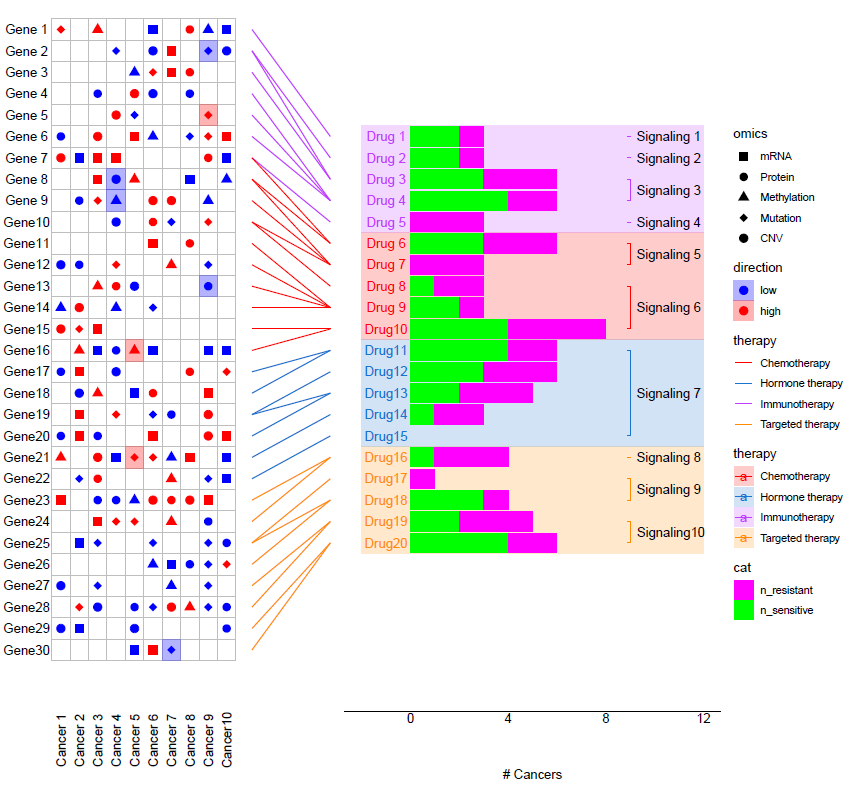 Gene 1
Gene 2
Gene 3
Gene 4
Gene 5
Gene 6
Gene 7
Gene 8
Gene 9
Gene10
Gene11
Gene12
Gene13
Gene14
Gene15
Gene16
Gene17
Gene18
Gene19
Gene20
Gene21
Gene22
Gene23
Gene24
Gene25
Gene26
Gene27
Gene28
Gene29
Gene30
Cancer 1
Cancer 2
Cancer 3
Cancer 4
Cancer 5
Cancer 6
Cancer 7
Cancer 8
Cancer 9
Cancer10
Drug 1
Drug 2
Drug 3
Drug 4
Drug 5
Drug 6
Drug 7
Drug 8
Drug 9
Drug10
Drug11
Drug12
Drug13
Drug14
Drug15
Drug16
Drug17
Drug18
Drug19
Drug20
Signaling 1
Signaling 2
Signaling 3
Signaling 4
Signaling 5
Signaling 6
Signaling 7
Signaling 8
Signaling 9
Signaling10
0 4 8 12
# Cancers
omics
mRNA
Protein
Methylation
Mutation
CNV
direction
low
high
therapy
Chemotherapy
Hormone therapy
Immunotherapy
Targeted therapy
therapy
a Chemotherapy
a Hormone therapy
a Immunotherapy
a Targeted therapy
cat
n_resistant
n_sensitive